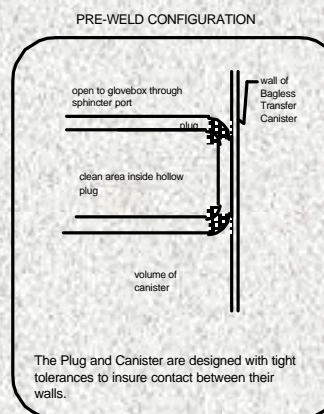 PRE-WELD CONFIGURATION
open to glovebox through
sphincter port
plug
wall of
Bagless
Transfer
Canister
clean area inside hollow
plug
volume of
canister
The Plug and Canister are designed with tight
tolerances to insure contact between their
walls.